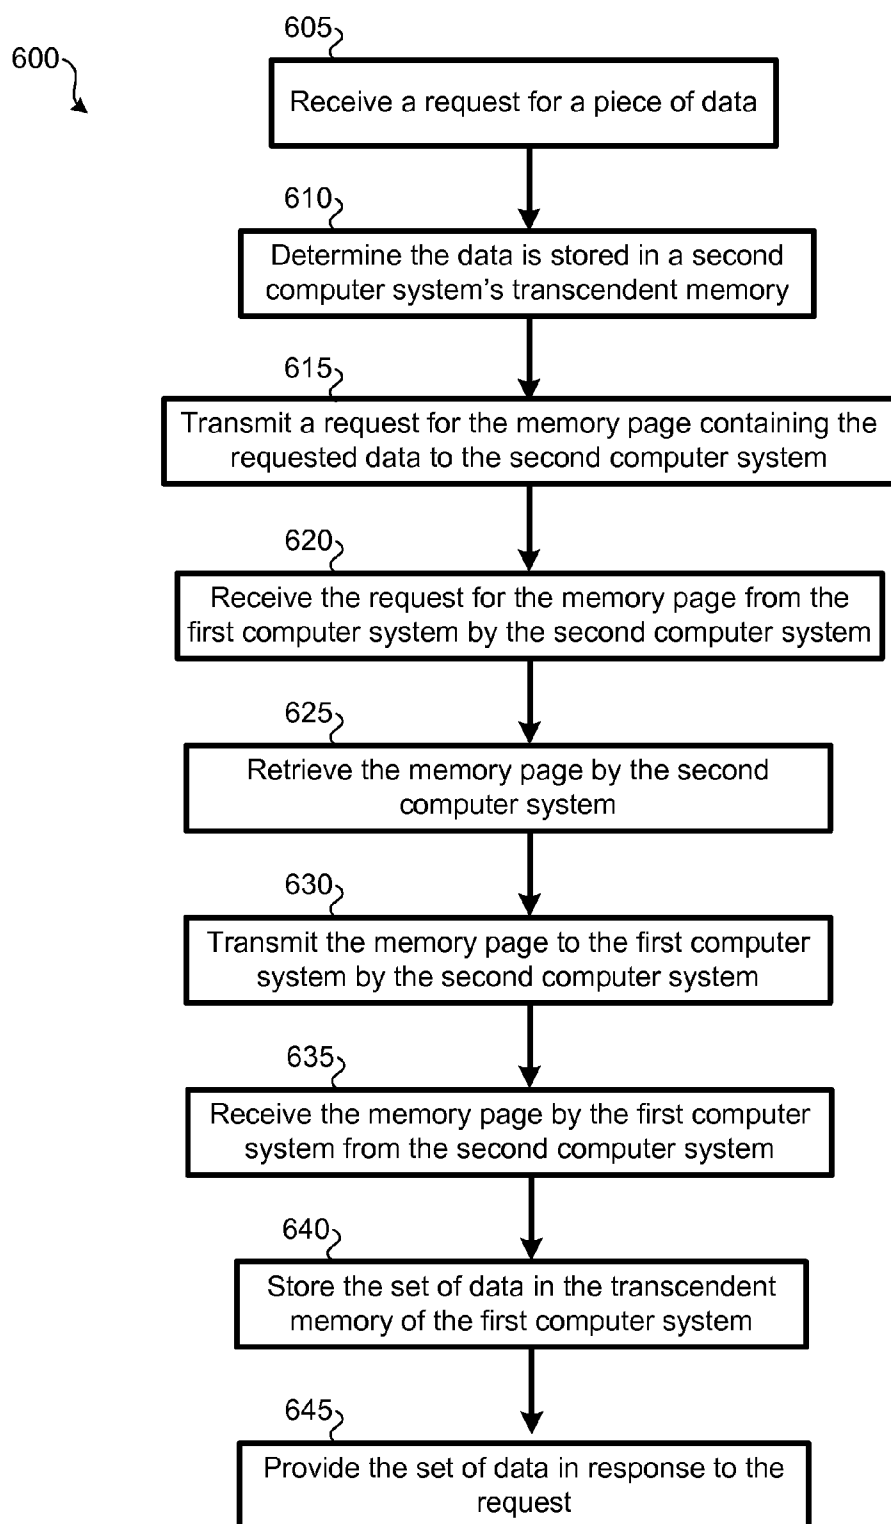 600
605
Receive a request for a piece of data
610
Determine the data is stored in a second
computer system's transcendent memory
615
Transmit a request for the memory page containing the
requested data to the second computer system
620
Receive the request for the memory page from the
first computer system by the second computer system
625
Retrieve the memory page by the second
computer system
630
Transmit the memory page to the first computer
system by the second computer system
635
Receive the memory page by the first computer
system from the second computer system
640
Store the set of data in the transcendent
memory of the first computer system
645
Provide the set of data in response to the
request